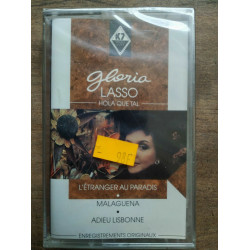 K7
gloria
LASSO
HOLA QUE TAL
L'ÉTRANGER AU PARADIS
MALAGUENA
ADIEU LISBONNE
ENREGISTREMENTS ORIGINAUX